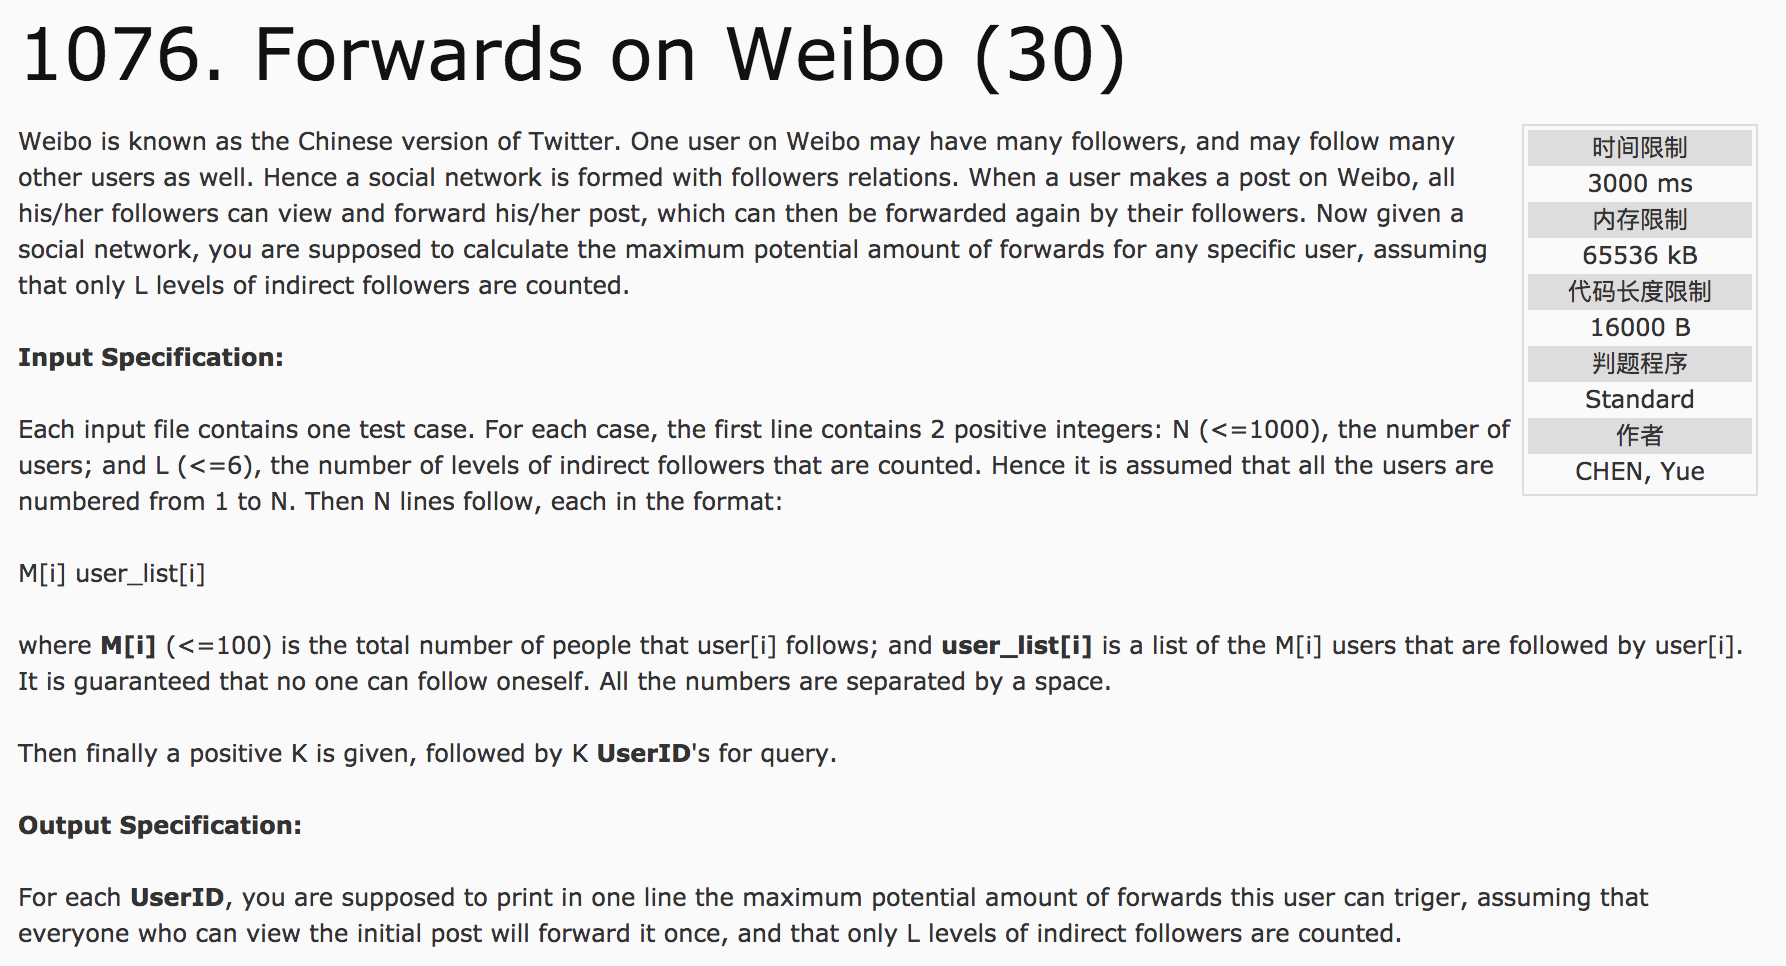 1076. Forwards on Weibo (30)
Weibo is known as the Chinese version of Twitter. One user on Weibo may have many followers, and may follow many
other users as well. Hence a social network is formed with followers relations. When a user makes a post on Weibo, all
his/her followers can view and forward his/her post, which can then be forwarded again by their followers. Now given a
social network, you are supposed to calculate the maximum potential amount of forwards for any specific user, assuming
that only L levels of indirect followers are counted.
时间限制
3000 ms
内存限制
65536 kB
代码长度限制
16000 B
判题程序
Standard
作者
CHEN, Yue
Input Specification:
Each input file contains one test case. For each case, the first line contains 2 positive integers: N (<=1000), the number of
users; and L (<=6), the number of levels of indirect followers that are counted. Hence it is assumed that all the users are
numbered from 1 to N. Then N lines follow, each in the format:
M[i] user_list[i]
where M[i] (<=100) is the total number of people that user[i] follows; and user_list[i] is a list of the M[i] users that are followed by user[i].
It is guaranteed that no one can follow oneself. All the numbers are separated by a space.
Then finally a positive K is given, followed by K UserID's for query.
Output Specification:
For each UserID, you are supposed to print in one line the maximum potential amount of forwards this user can triger, assuming that
everyone who can view the initial post will forward it once, and that only L levels of indirect followers are counted.